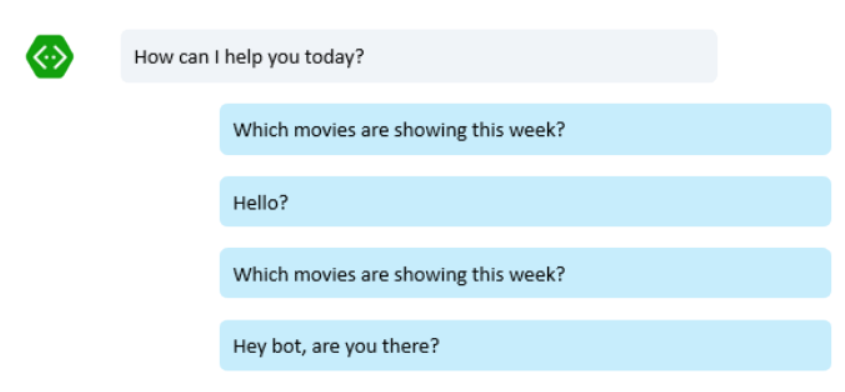 How can I help you today?
Which movies are showing this week?
Hello?
Which movies are showing this week?
Hey bot, are you there?